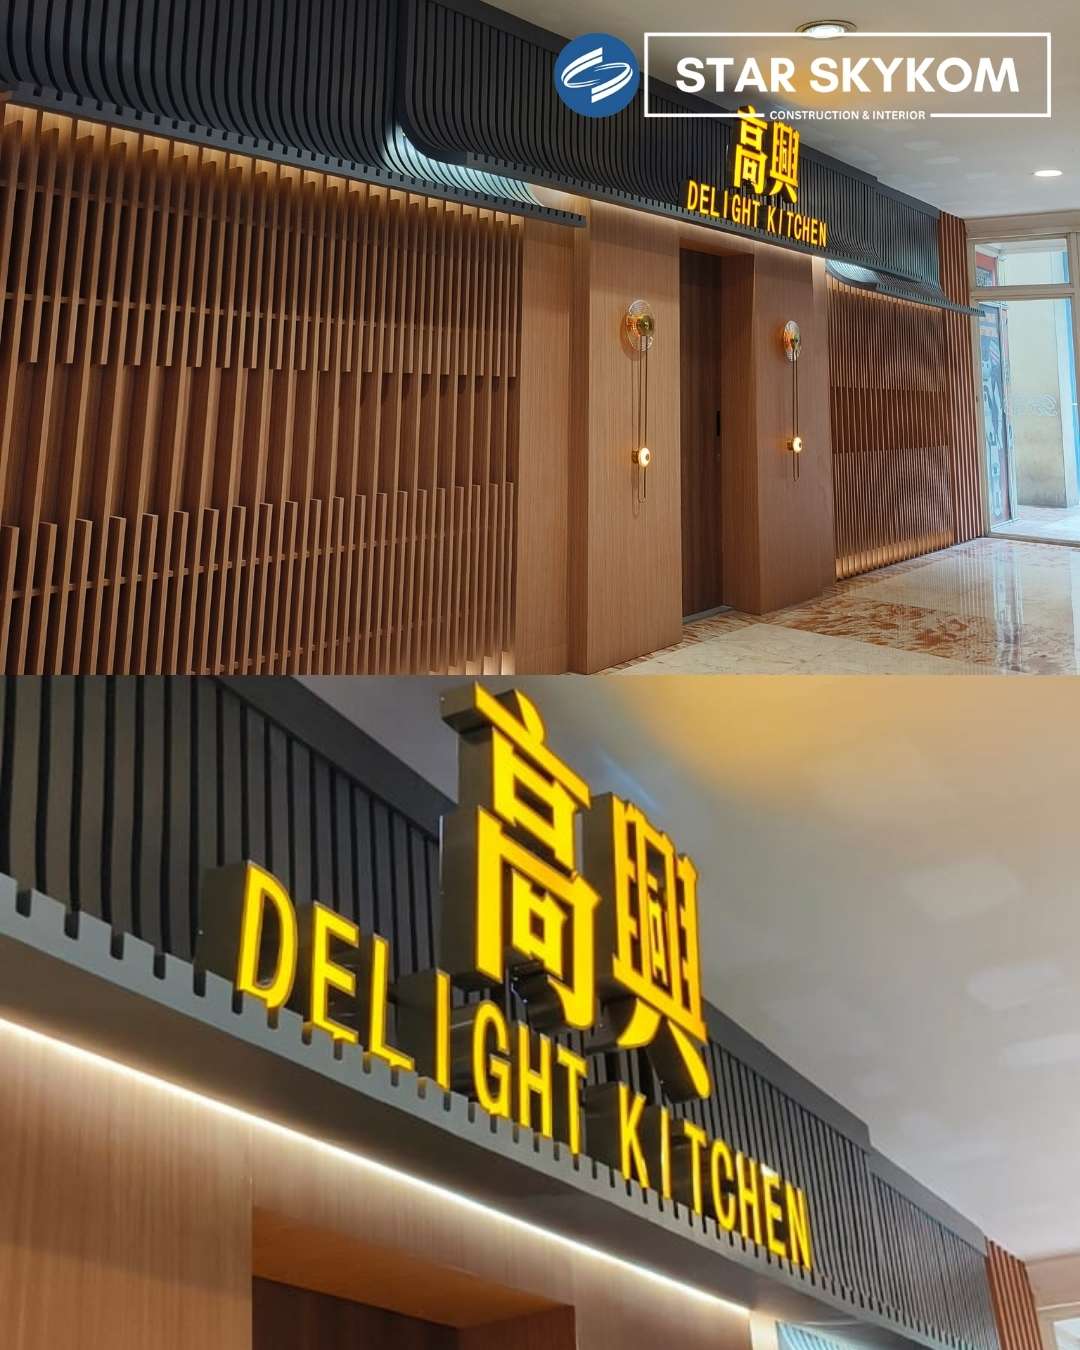 STAR SKYKOM
CONSTRUCTION & INTERIOR
高興
DELIGHT KITCHEN
高興
DELIGHT KITCHEN